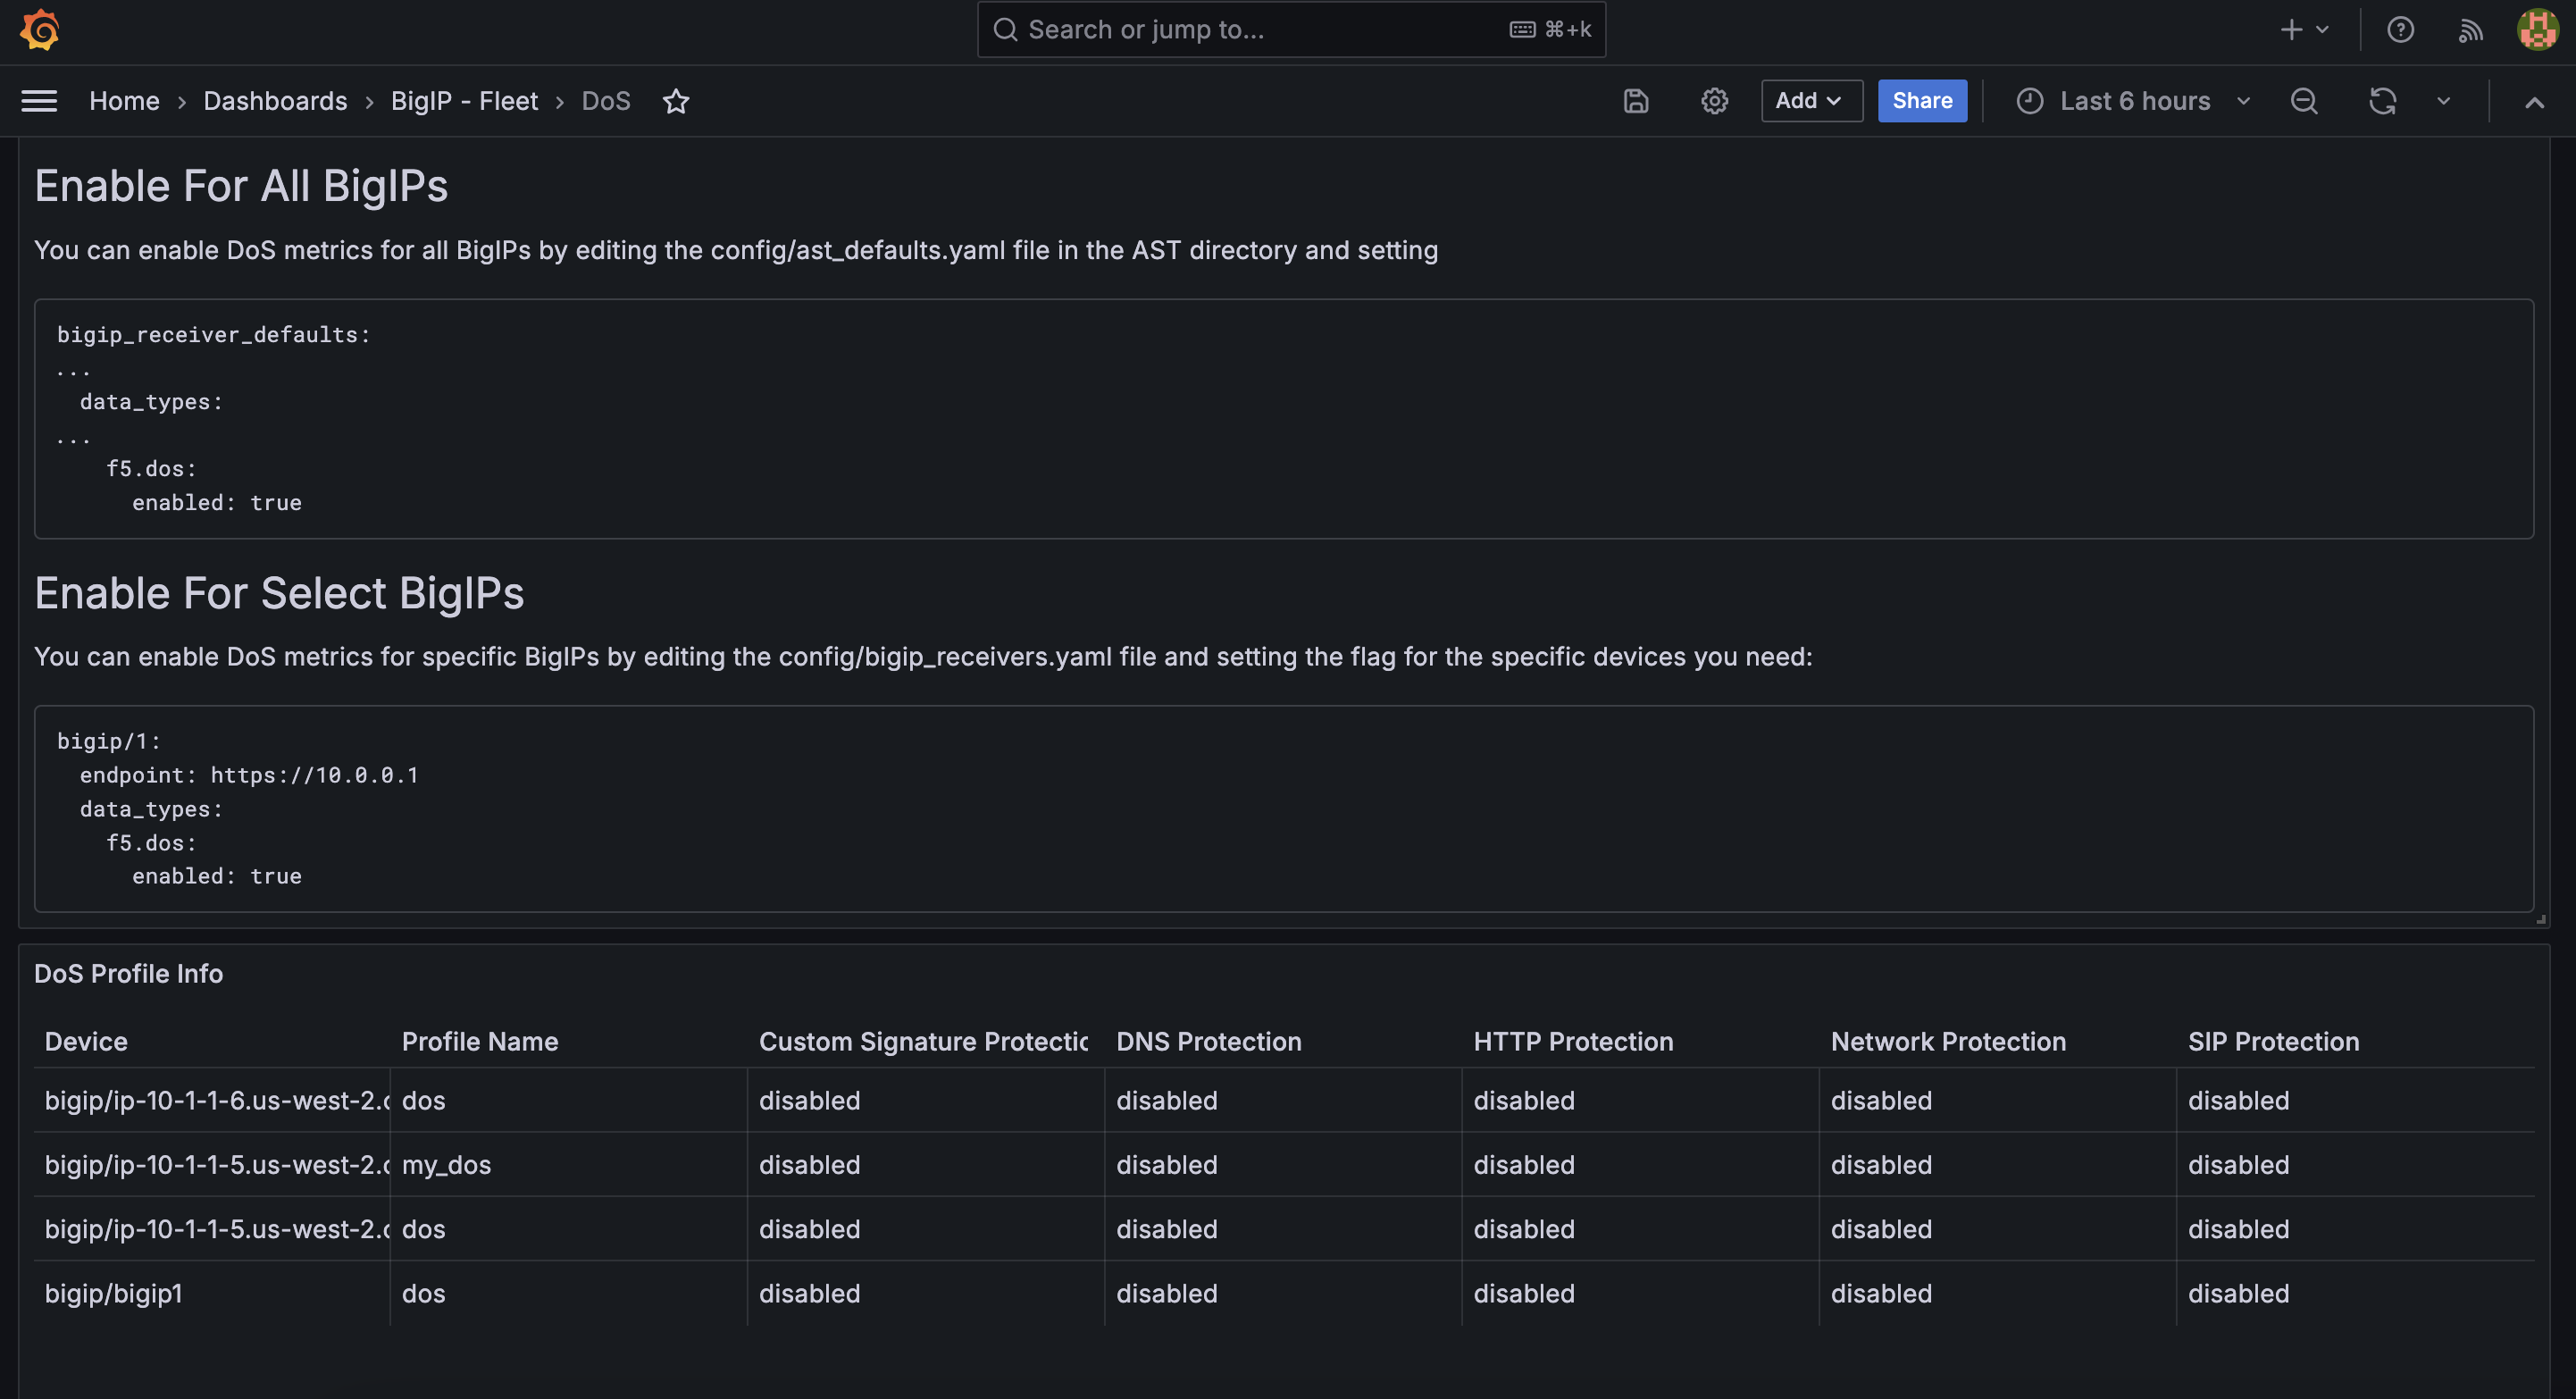 Search or jump to... ⌘+k
Home › Dashboards › BigIP - Fleet › DoS
Add
Share
Last 6 hours
Enable For All BigIPs
You can enable DoS metrics for all BigIPs by editing the config/ast_defaults.yaml file in the AST directory and setting
bigip_receiver_defaults:
...
  data_types:
...
    f5.dos:
      enabled: true
Enable For Select BigIPs
You can enable DoS metrics for specific BigIPs by editing the config/bigip_receivers.yaml file and setting the flag for the specific devices you need:
bigip/1:
  endpoint: https://10.0.0.1
  data_types:
    f5.dos:
      enabled: true
DoS Profile Info
Device Profile Name Custom Signature Protectic DNS Protection HTTP Protection Network Protection SIP Protection
bigip/ip-10-1-1-6.us-west-2.c dos disabled disabled disabled disabled disabled
bigip/ip-10-1-1-5.us-west-2.c my_dos disabled disabled disabled disabled disabled
bigip/ip-10-1-1-5.us-west-2.c dos disabled disabled disabled disabled disabled
bigip/bigip1 dos disabled disabled disabled disabled disabled